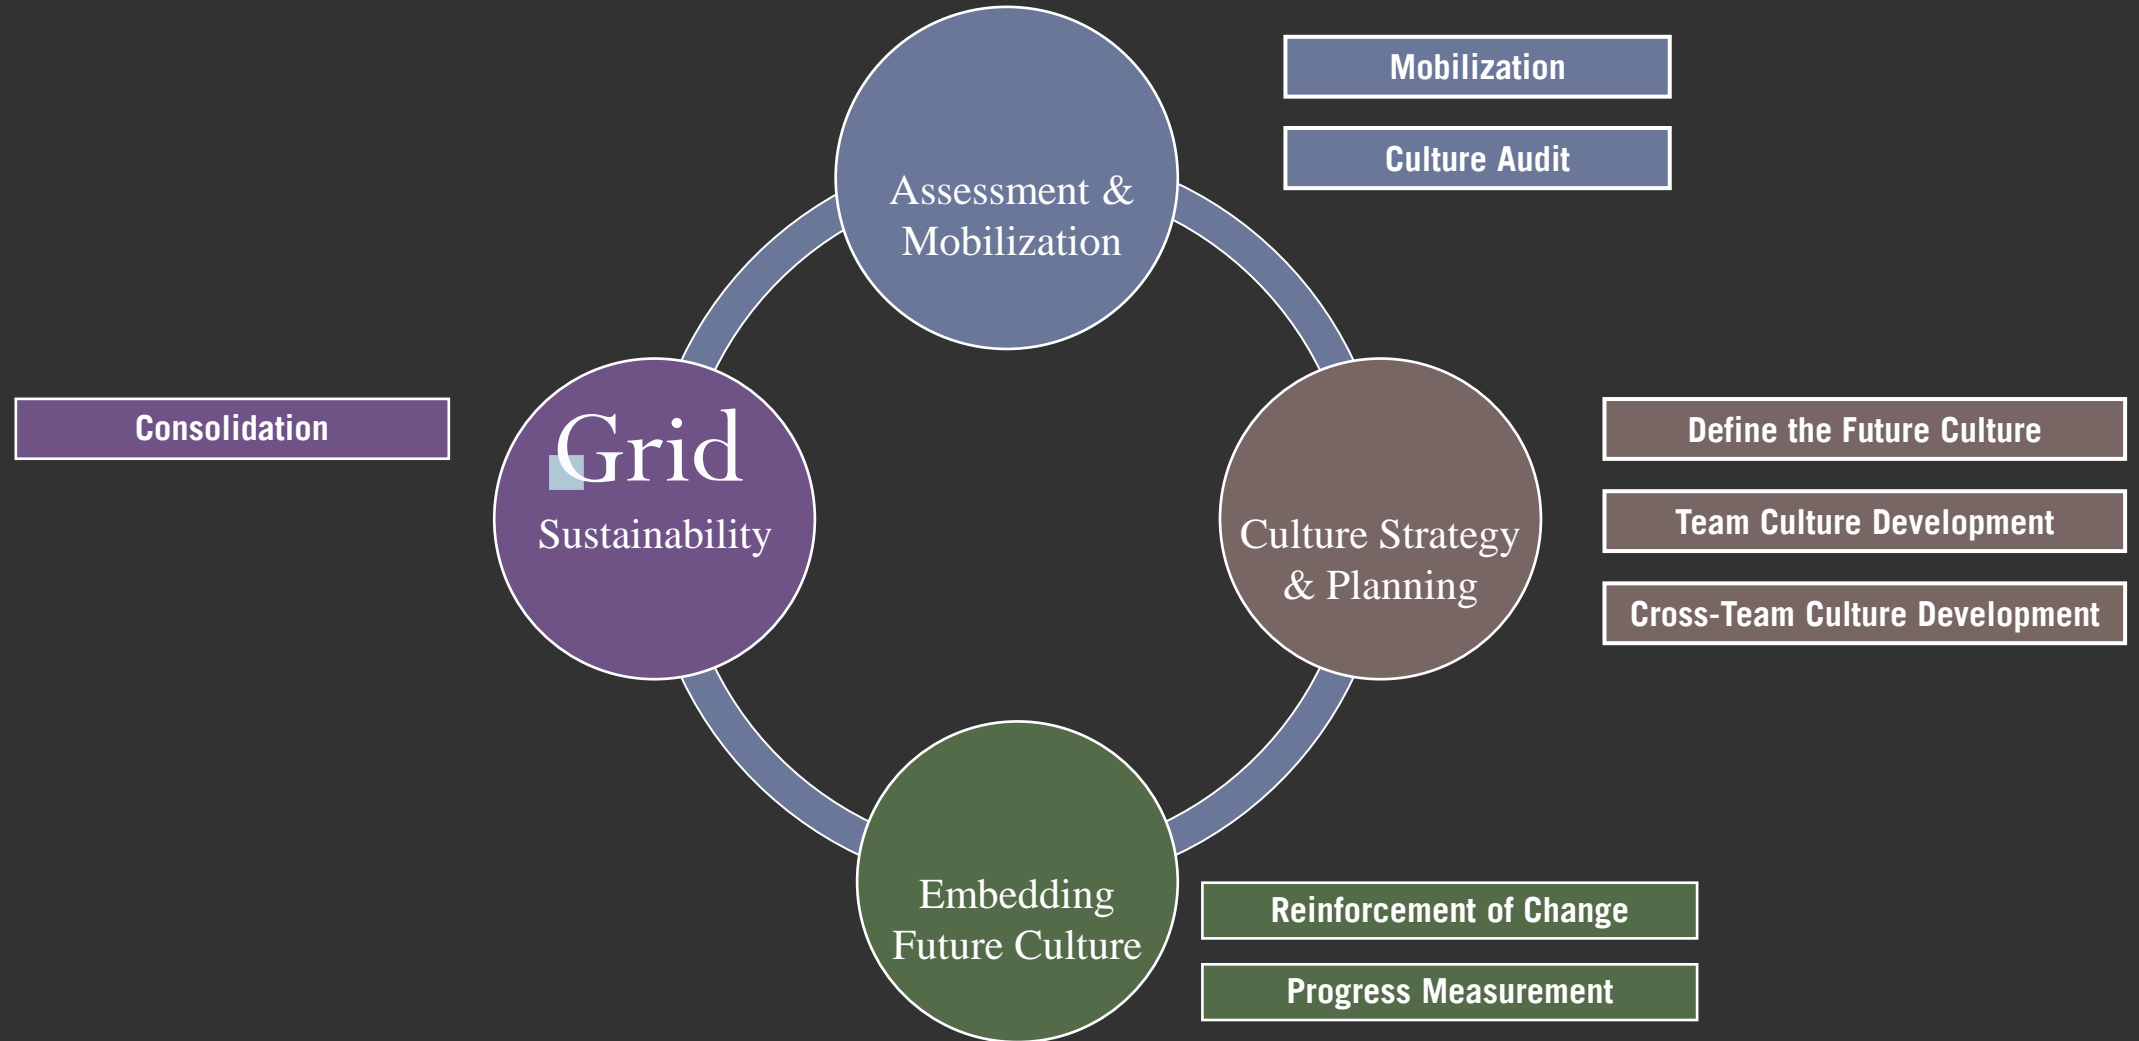 Assessment &
Mobilization
Mobilization
Culture Audit
Consolidation
Grid
Sustainability
Culture Strategy
& Planning
Define the Future Culture
Team Culture Development
Cross-Team Culture Development
Embedding
Future Culture
Reinforcement of Change
Progress Measurement